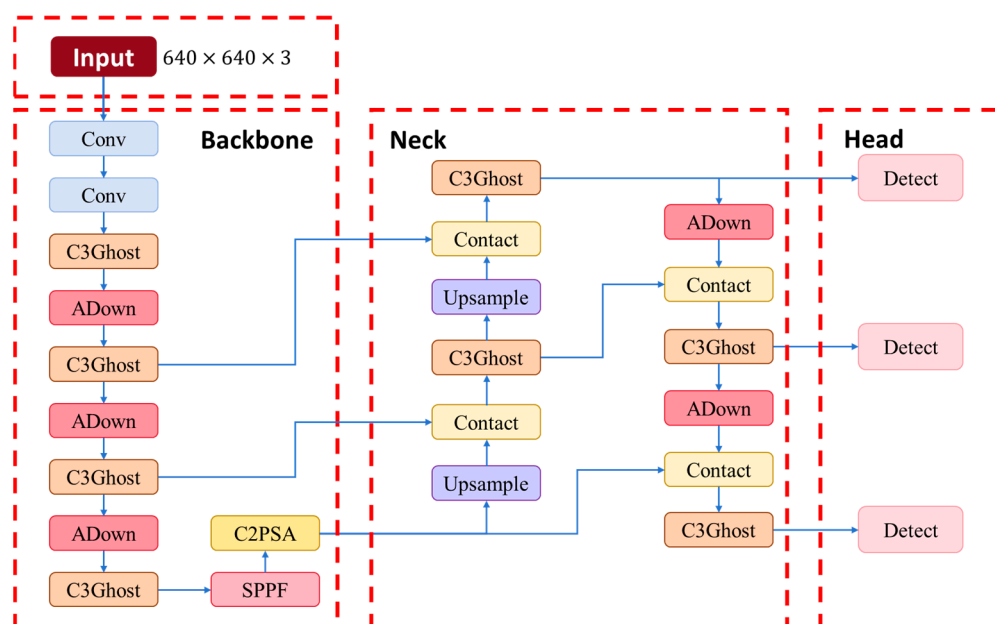 Input
640 × 640 × 3
Backbone
Conv
Conv
C3Ghost
ADown
C3Ghost
ADown
C3Ghost
ADown
C3Ghost
C2PSA
SPPF
Neck
C3Ghost
Contact
Upsample
C3Ghost
Contact
Upsample
ADown
Contact
C3Ghost
ADown
Contact
C3Ghost
Head
Detect
Detect
Detect